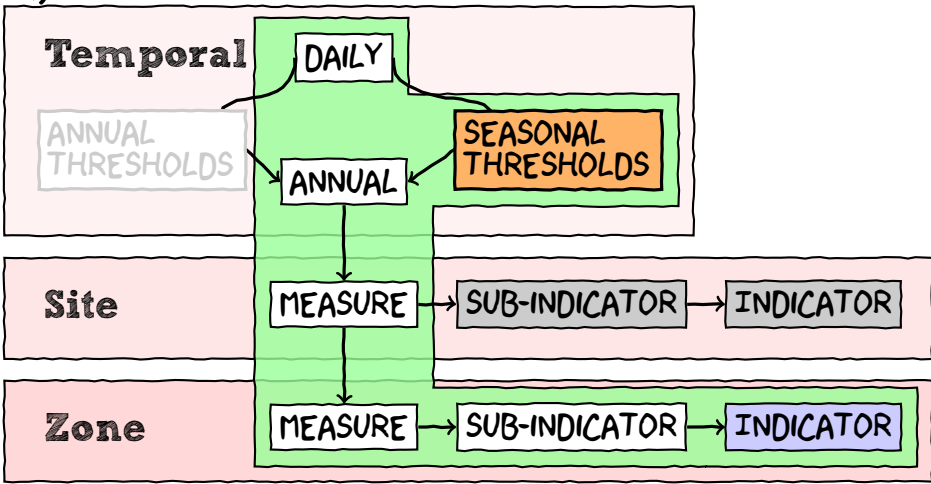 Temporal
DAILY
ANNUAL
THRESHOLDS
SEASONAL
THRESHOLDS
ANNUAL
Site
MEASURE
SUB-INDICATOR
INDICATOR
Zone
MEASURE
SUB-INDICATOR
INDICATOR